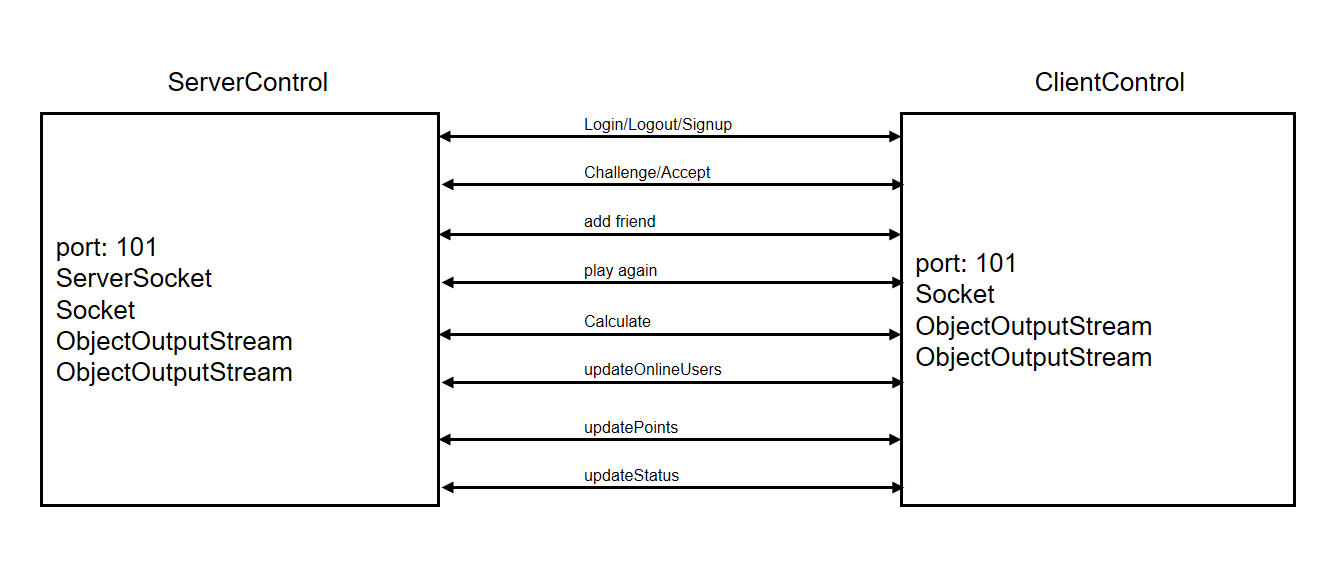 ServerControl
ClientControl
Login/Logout/Signup
Challenge/Accept
add friend
play again
Calculate
updateOnlineUsers
updatePoints
updateStatus
port: 101
ServerSocket
Socket
ObjectOutputStream
ObjectOutputStream
port: 101
Socket
ObjectOutputStream
ObjectOutputStream